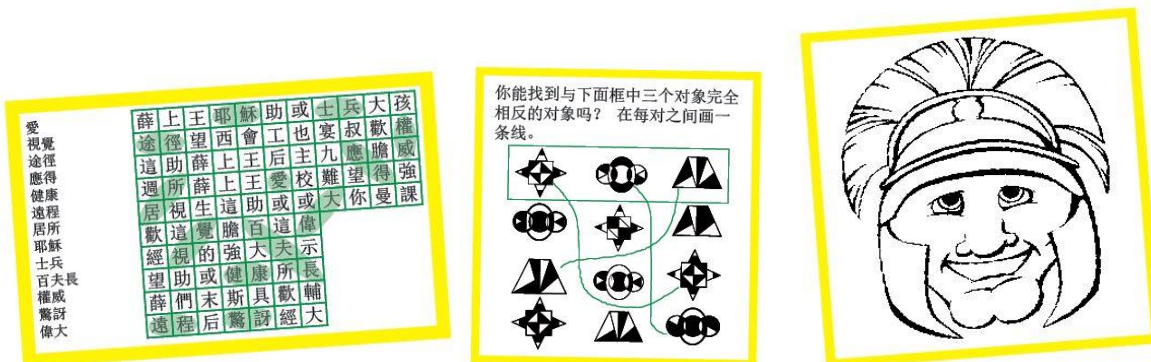 愛
視覺
途徑
應得
健康
遠程
居所
耶穌
士兵
百夫長
權威
驚訝
偉大
薛上王耶穌助或士兵大孩
途徑望西會工也宴叔歡權
這助薛上王后主九應膽威
週所薛上王愛校難望得強
居視生這助或或大你曼課
歡這覺膽百這偉
經視的強大夫示
望助或健康所長
薛們末斯具歡輔
遠程后驚訝經大
你能找到与下面框中三个对象完全
相反的对象吗? 在每对之间画一
条线。